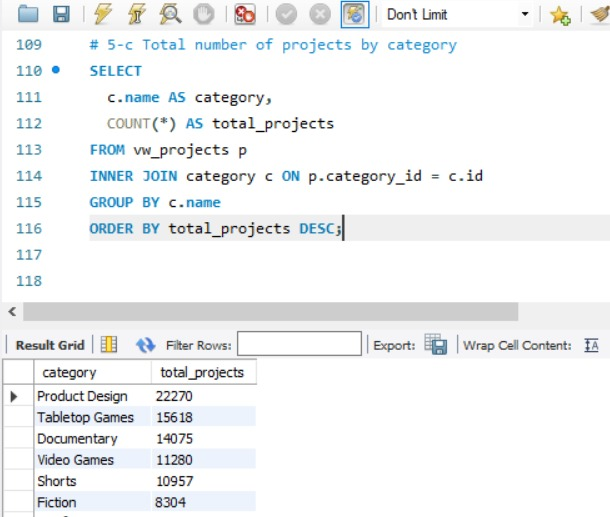 Don't Limit
109 # 5-c Total number of projects by category
110 SELECT
111 c.name AS category,
112 COUNT(*) AS total_projects
113 FROM vw_projects p
114 INNER JOIN category c ON p.category_id = c.id
115 GROUP BY c.name
116 ORDER BY total_projects DESC;
117
118
Result Grid Filter Rows: Export: Wrap Cell Content:
category total_projects
Product Design 22270
Tabletop Games 15618
Documentary 14075
Video Games 11280
Shorts 10957
Fiction 8304